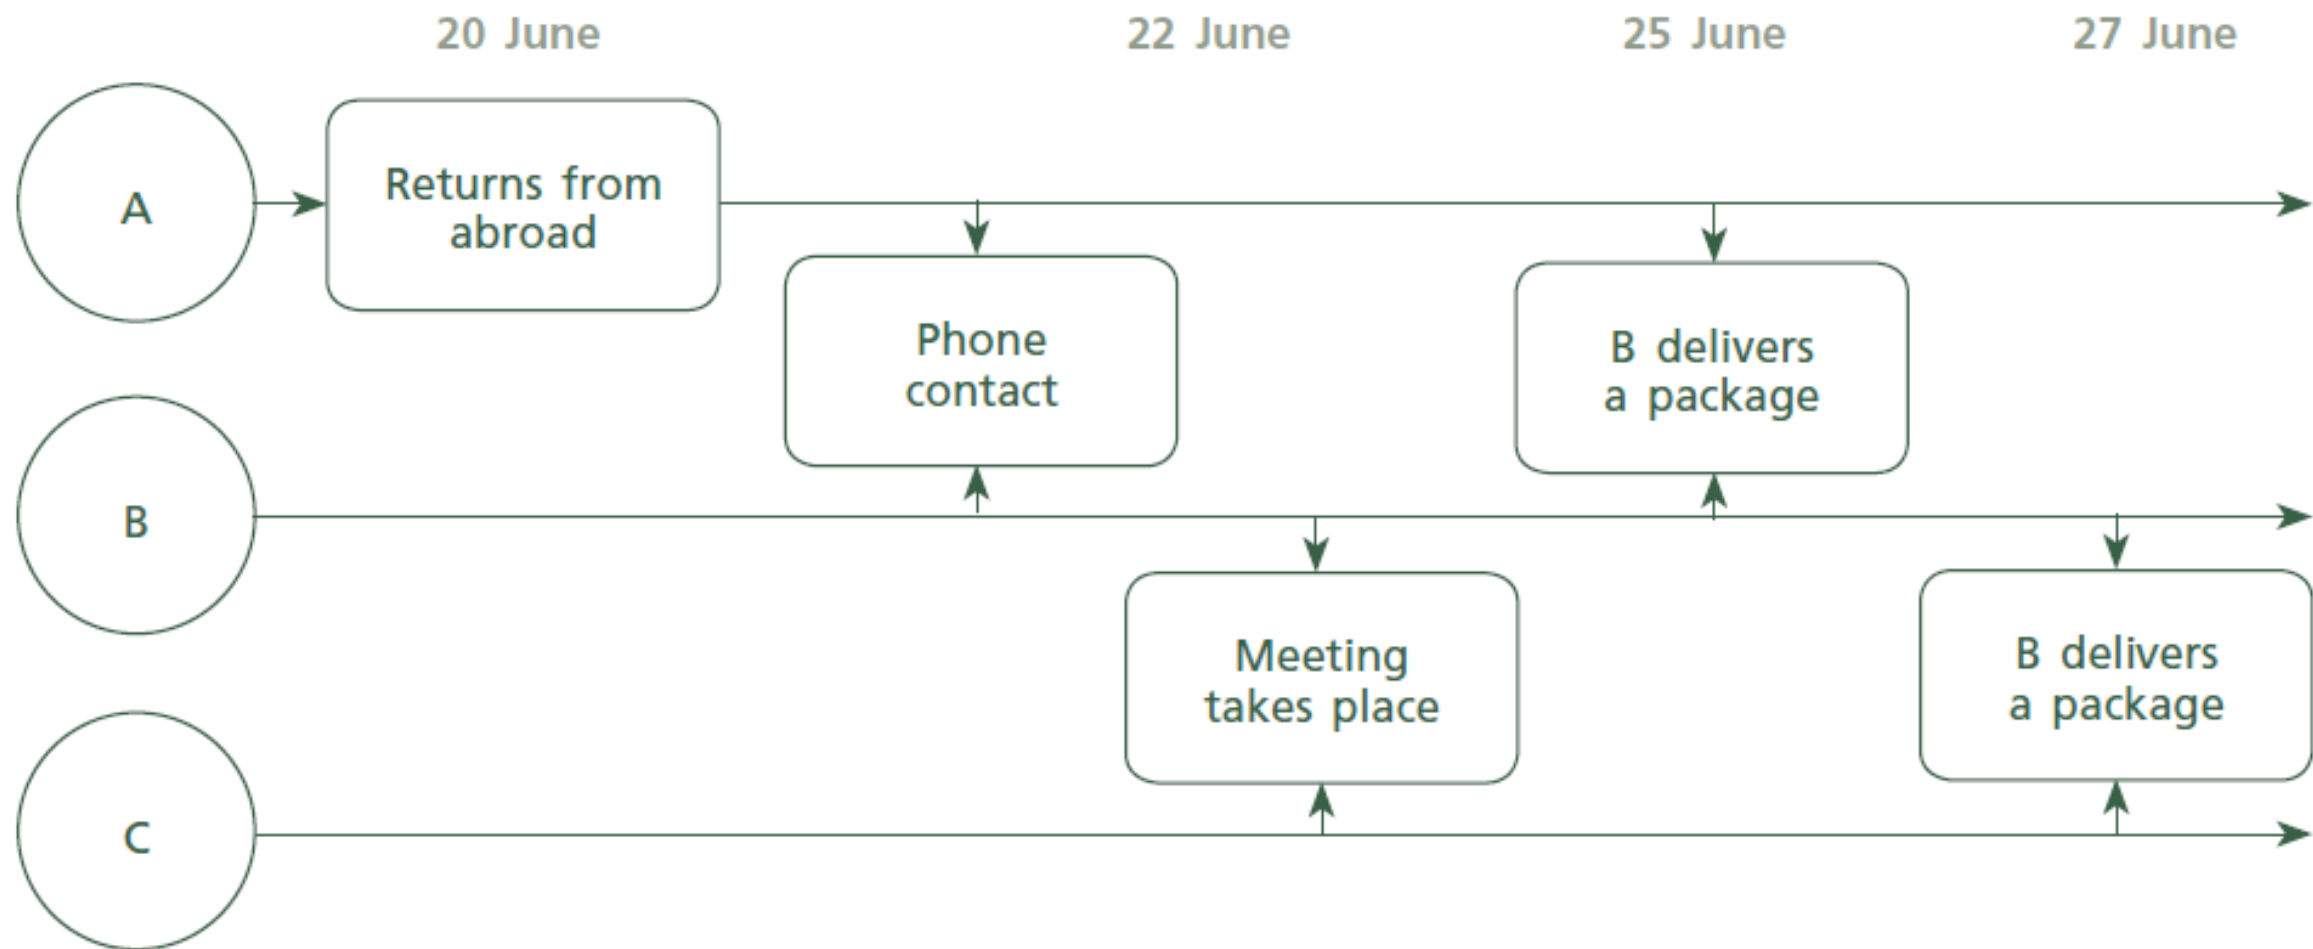 20 June
22 June
25 June
27 June
A
Returns from
abroad
Phone
contact
B delivers
a package
B
Meeting
takes place
B delivers
a package
C